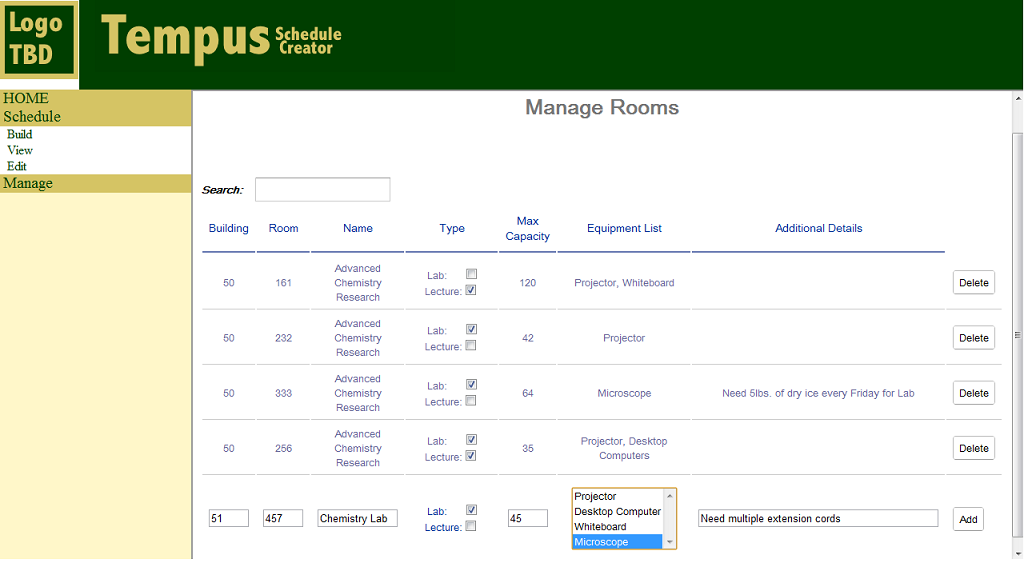 Logo
TBD
Tempus Schedule
Creator
HOME
Schedule
Build
View
Edit
Manage
Manage Rooms
Search:
Building Room Name Type Max Capacity Equipment List Additional Details
50 161 Advanced Chemistry Research Lab: Lecture: 120 Projector, Whiteboard Delete
50 232 Advanced Chemistry Research Lab: Lecture: 42 Projector Delete
50 333 Advanced Chemistry Research Lab: Lecture: 64 Microscope Need 5lbs. of dry ice every Friday for Lab Delete
50 256 Advanced Chemistry Research Lab: Lecture: 35 Projector, Desktop Computers Delete
51 457 Chemistry Lab Lab: Lecture: 45 Projector Desktop Computer Whiteboard Microscope Need multiple extension cords Add